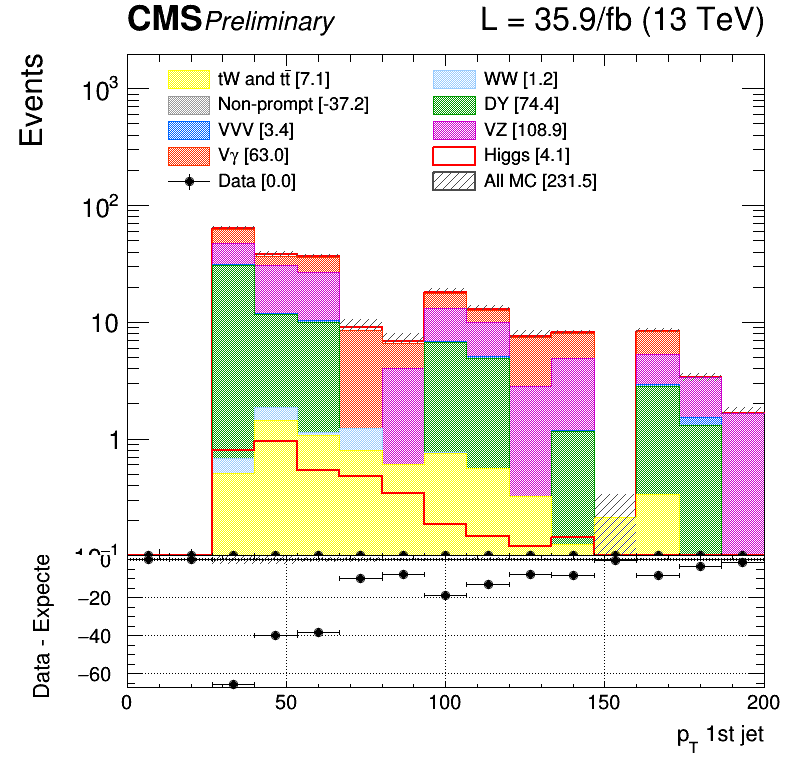 CMS Preliminary L = 35.9/fb (13 TeV)
Events
tW and tt̄ [7.1] WW [1.2]
Non-prompt [-37.2] DY [74.4]
VVV [3.4] VZ [108.9]
Vγ [63.0] Higgs [4.1]
Data [0.0] All MC [231.5]
10³
10²
10
1
Data - Expecte
0
−20
−40
−60
0 50 100 150 200
p_T 1st jet